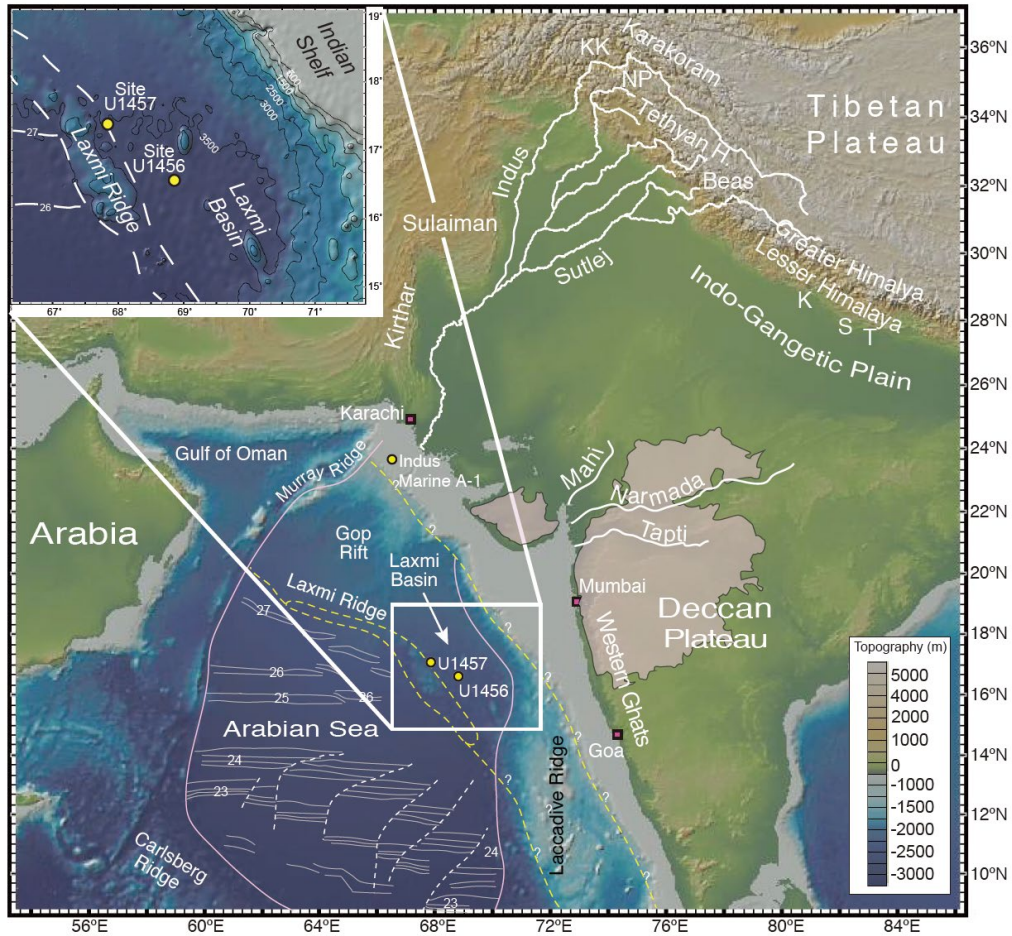 Indian
Shelf
500
1500
2500
3000
3500
Site
U1457
Site
U1456
Laxmi Ridge
Laxmi
Basin
27
26
19°
18°
17°
16°
15°
67°
68°
69°
70°
71°
KK
Karakoram
NP
Tethyan H.
Tibetan
Plateau
Indus
Beas
Sulaiman
Sutlej
Greater Himalya
Lesser Himalaya
K
S
T
Kirthar
Indo-Gangetic Plain
Karachi
Gulf of Oman
Murray
Ridge
Indus
Marine A-1
Mahi
Narmada
Tapti
Arabia
Gop
Rift
Laxmi
Basin
Laxmi Ridge
Mumbai
Deccan
Plateau
Western Ghats
U1457
U1456
27
26
25
26
Arabian Sea
24
23
24
23
Goa
Laccadive Ridge
Carlsberg
Ridge
?
?
?
?
?
?
?
?
?
?
Topography (m)
5000
4000
2000
1000
0
-1000
-1500
-2000
-2500
-3000
36°N
34°N
32°N
30°N
28°N
26°N
24°N
22°N
20°N
18°N
16°N
14°N
12°N
10°N
56°E
60°E
64°E
68°E
72°E
76°E
80°E
84°E